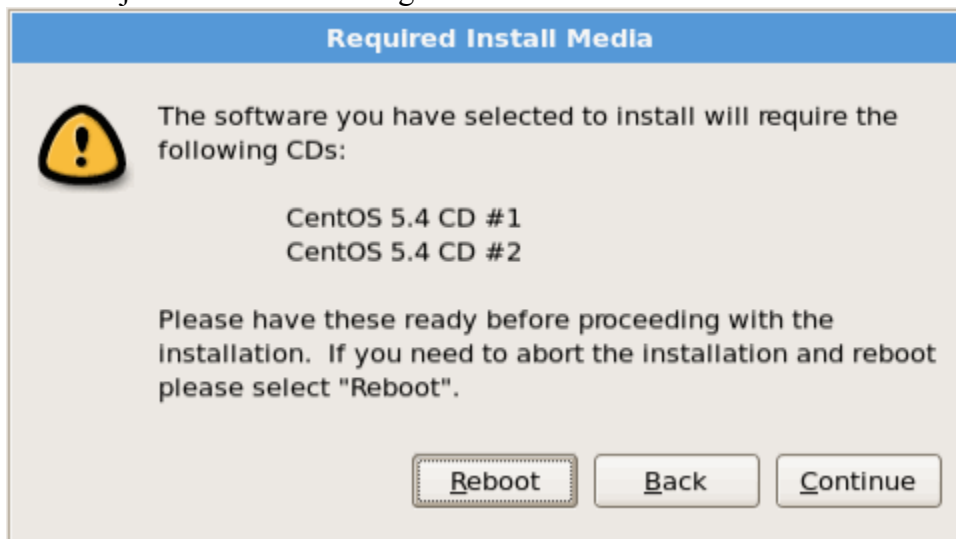 Required Install Media
The software you have selected to install will require the
following CDs:
CentOS 5.4 CD #1
CentOS 5.4 CD #2
Please have these ready before proceeding with the
installation.  If you need to abort the installation and reboot
please select "Reboot".
Reboot
Back
Continue